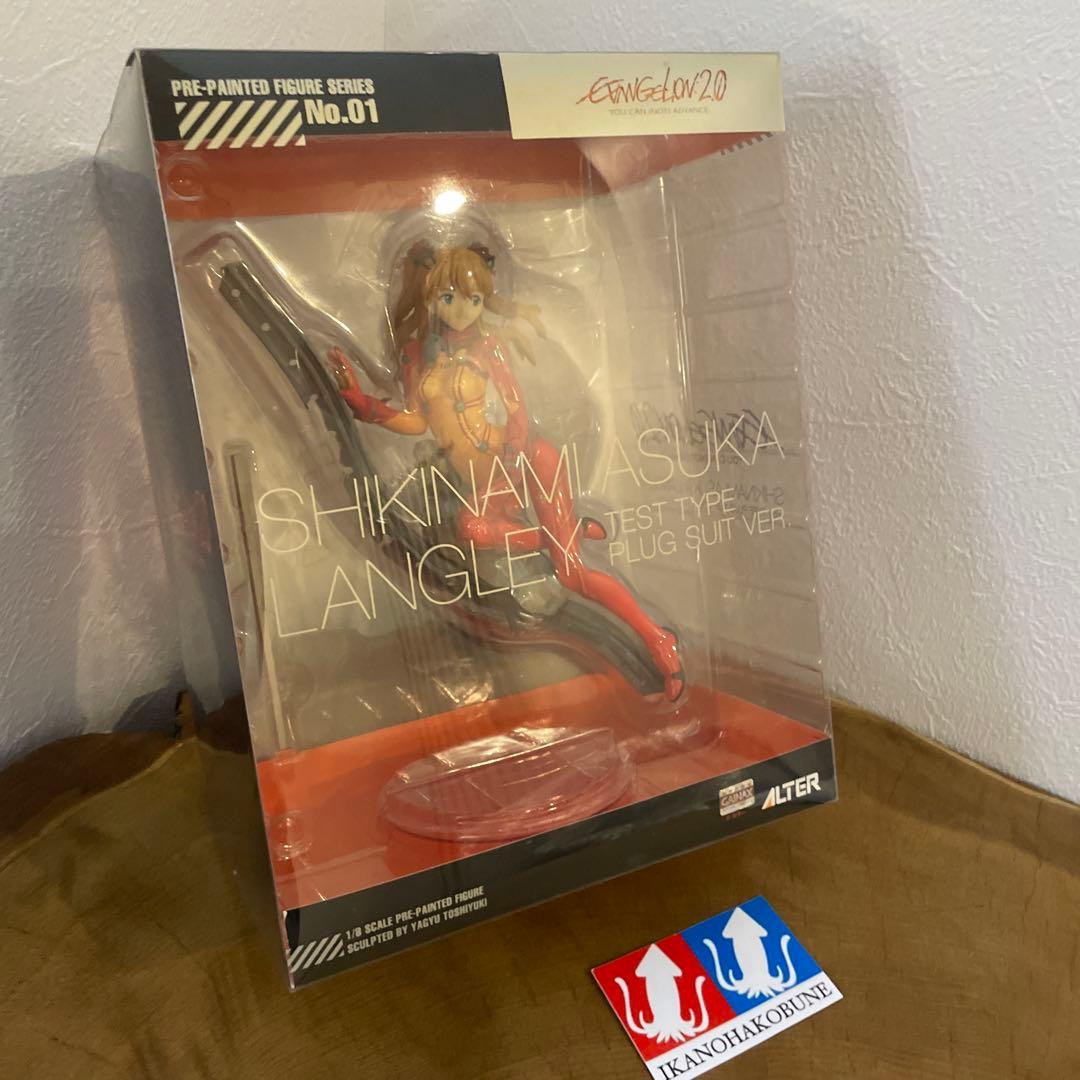 PRE-PAINTED FIGURE SERIES
No.01
EVANGELION:2.0
YOU CAN (NOT) ADVANCE.
SHIKINAMI ASUKA
LANGLEY
TEST TYPE
PLUG SUIT VER.
GAINAX
ALTER
1/8 SCALE PRE-PAINTED FIGURE
SCULPTED BY YAGYU TOSHIYUKI
IKANOHAKOBUNE